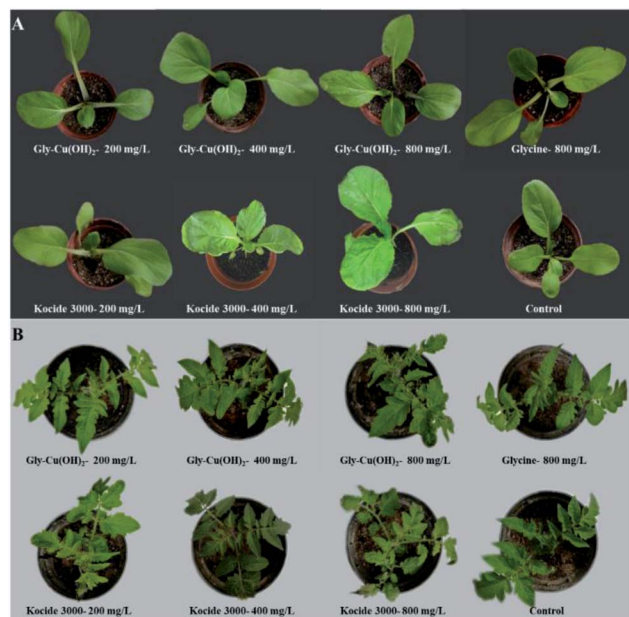 A
Gly-Cu(OH)₂- 200 mg/L
Gly-Cu(OH)₂- 400 mg/L
Gly-Cu(OH)₂- 800 mg/L
Glycine- 800 mg/L
Kocide 3000-200 mg/L
Kocide 3000-400 mg/L
Kocide 3000-800 mg/L
Control
B
Gly-Cu(OH)₂- 200 mg/L
Gly-Cu(OH)₂- 400 mg/L
Gly-Cu(OH)₂- 800 mg/L
Glycine- 800 mg/L
Kocide 3000-200 mg/L
Kocide 3000-400 mg/L
Kocide 3000-800 mg/L
Control